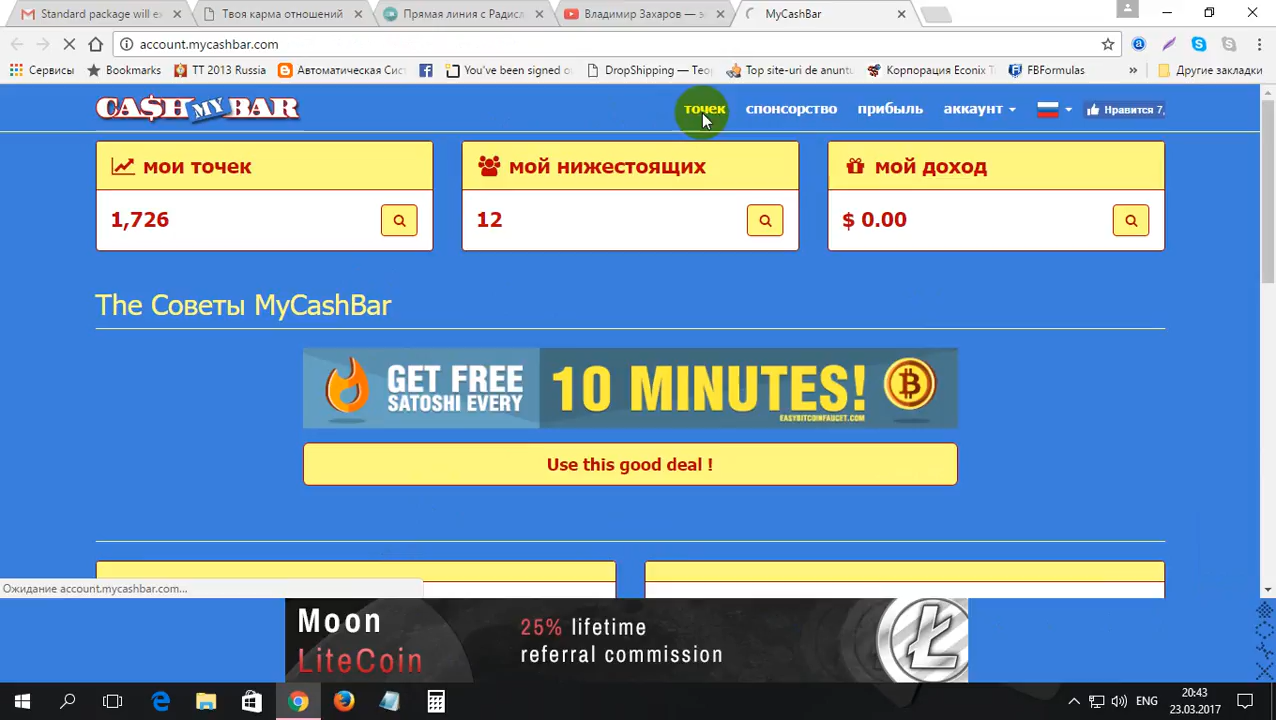 Standard package will ex
Твоя карма отношений
Прямая линия с Радисл
Владимир Захаров — з
MyCashBar
account.mycashbar.com
Сервисы
Bookmarks
TT 2013 Russia
Автоматическая Сис
You've been signed o
DropShipping — Тео
Top site-uri de anuntu
Корпорация Econix T
FBFormulas
»
Другие закладки
CA$H MY BAR
точек
спонсорство
прибыль
аккаунт
Нравится 7,
мои точек
мой нижестоящих
мой доход
1,726
12
$ 0.00
The Советы MyCashBar
GET FREE
SATOSHI EVERY
10 MINUTES!
EASYBITCOINFAUCET.COM
Use this good deal !
Ожидание account.mycashbar.com...
Moon
LiteCoin
25% lifetime
referral commission
ENG
20:43
23.03.2017